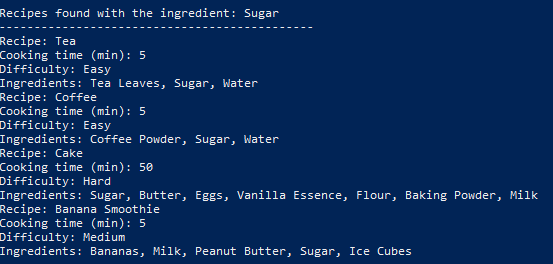 Recipes found with the ingredient: Sugar
---------------------------------------------
Recipe: Tea
Cooking time (min): 5
Difficulty: Easy
Ingredients: Tea Leaves, Sugar, Water
Recipe: Coffee
Cooking time (min): 5
Difficulty: Easy
Ingredients: Coffee Powder, Sugar, Water
Recipe: Cake
Cooking time (min): 50
Difficulty: Hard
Ingredients: Sugar, Butter, Eggs, Vanilla Essence, Flour, Baking Powder, Milk
Recipe: Banana Smoothie
Cooking time (min): 5
Difficulty: Medium
Ingredients: Bananas, Milk, Peanut Butter, Sugar, Ice Cubes